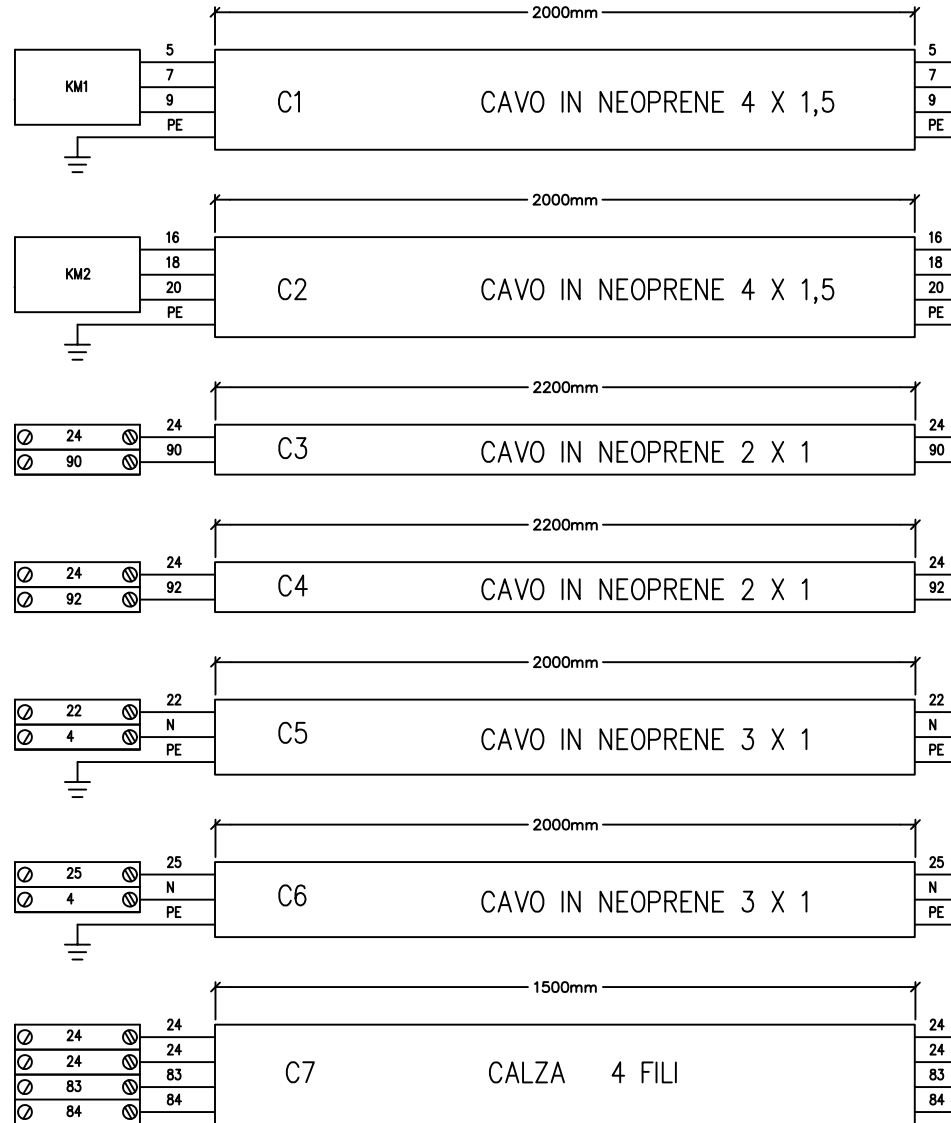 2000mm
5 5
7 7
KM1
9 9
C1 CAVO IN NEOPRENE 4 X 1,5
PE PE
2000mm
16 16
18 18
KM2
20 20
C2 CAVO IN NEOPRENE 4 X 1,5
PE PE
2200mm
24 24 24
90 90 90
C3 CAVO IN NEOPRENE 2 X 1
2200mm
24 24 24
92 92 92
C4 CAVO IN NEOPRENE 2 X 1
2000mm
22 22 22
4 N N
C5 CAVO IN NEOPRENE 3 X 1
PE PE
2000mm
25 25 25
4 N N
C6 CAVO IN NEOPRENE 3 X 1
PE PE
1500mm
24 24 24
24 24 24
C7 CALZA 4 FILI
83 83 83
84 84 84